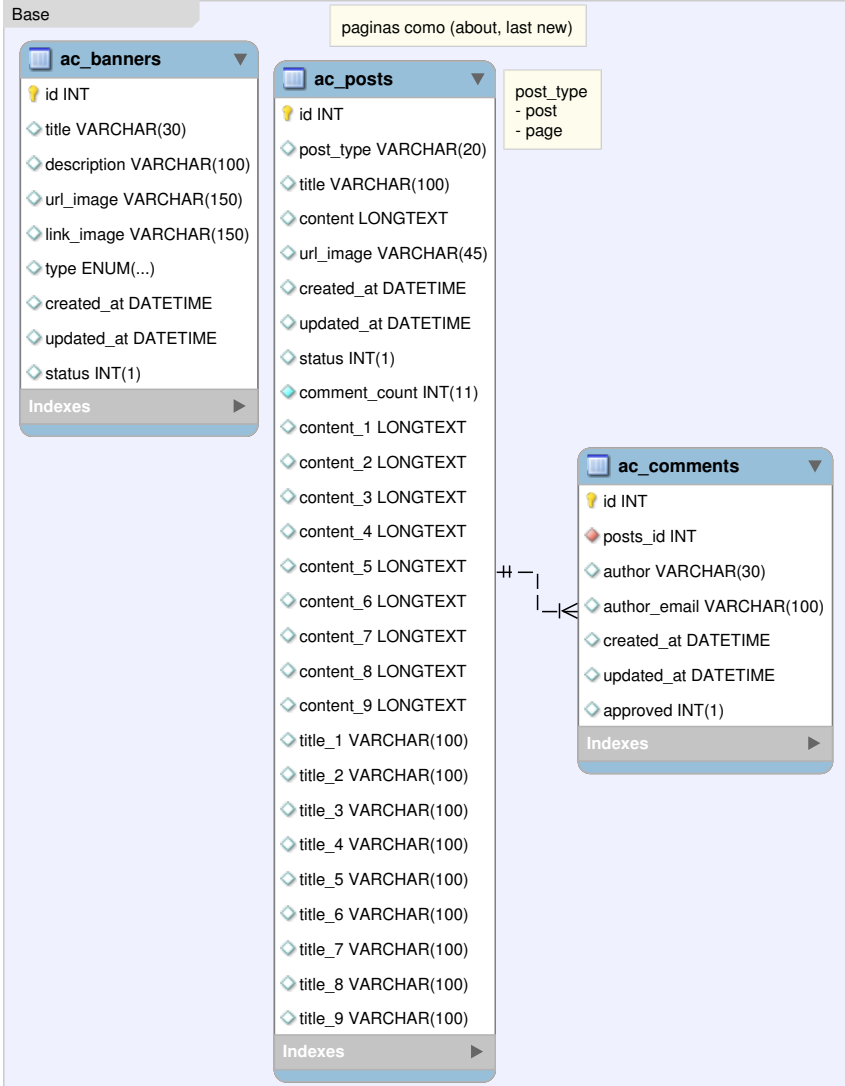 Base
paginas como (about, last new)
ac_banners
id INT
title VARCHAR(30)
description VARCHAR(100)
url_image VARCHAR(150)
link_image VARCHAR(150)
type ENUM(...)
created_at DATETIME
updated_at DATETIME
status INT(1)
Indexes
ac_posts
id INT
post_type VARCHAR(20)
title VARCHAR(100)
content LONGTEXT
url_image VARCHAR(45)
created_at DATETIME
updated_at DATETIME
status INT(1)
comment_count INT(11)
content_1 LONGTEXT
content_2 LONGTEXT
content_3 LONGTEXT
content_4 LONGTEXT
content_5 LONGTEXT
content_6 LONGTEXT
content_7 LONGTEXT
content_8 LONGTEXT
content_9 LONGTEXT
title_1 VARCHAR(100)
title_2 VARCHAR(100)
title_3 VARCHAR(100)
title_4 VARCHAR(100)
title_5 VARCHAR(100)
title_6 VARCHAR(100)
title_7 VARCHAR(100)
title_8 VARCHAR(100)
title_9 VARCHAR(100)
Indexes
post_type
- post
- page
ac_comments
id INT
posts_id INT
author VARCHAR(30)
author_email VARCHAR(100)
created_at DATETIME
updated_at DATETIME
approved INT(1)
Indexes